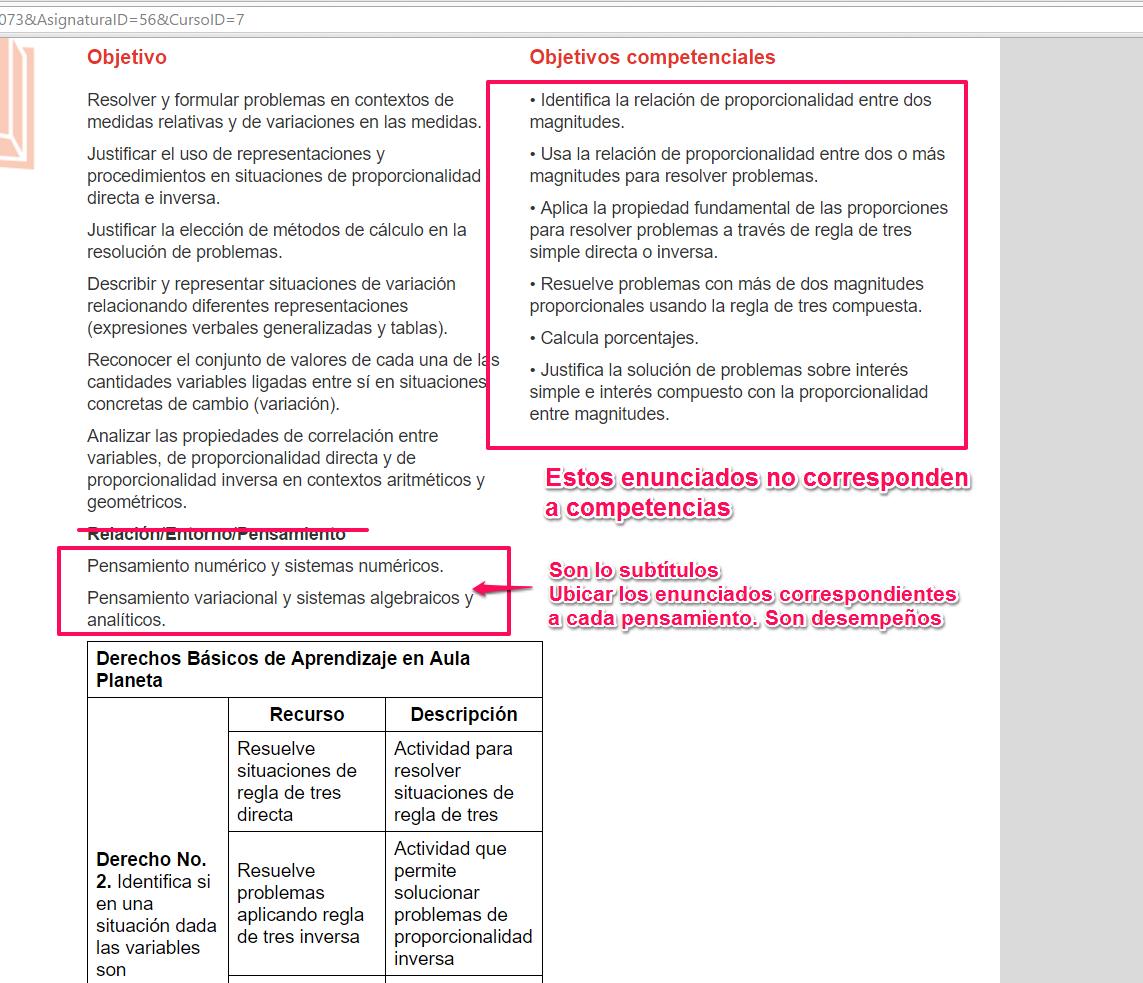 073&AsignaturaID=56&CursoID=7
Objetivo
Resolver y formular problemas en contextos de
medidas relativas y de variaciones en las medidas.
Justificar el uso de representaciones y
procedimientos en situaciones de proporcionalidad
directa e inversa.
Justificar la elección de métodos de cálculo en la
resolución de problemas.
Describir y representar situaciones de variación
relacionando diferentes representaciones
(expresiones verbales generalizadas y tablas).
Reconocer el conjunto de valores de cada una de las
cantidades variables ligadas entre sí en situaciones
concretas de cambio (variación).
Analizar las propiedades de correlación entre
variables, de proporcionalidad directa y de
proporcionalidad inversa en contextos aritméticos y
geométricos.
Relación/Entorno/Pensamiento
Pensamiento numérico y sistemas numéricos.
Pensamiento variacional y sistemas algebraicos y
analíticos.
Objetivos competenciales
• Identifica la relación de proporcionalidad entre dos
magnitudes.
• Usa la relación de proporcionalidad entre dos o más
magnitudes para resolver problemas.
• Aplica la propiedad fundamental de las proporciones
para resolver problemas a través de regla de tres
simple directa o inversa.
• Resuelve problemas con más de dos magnitudes
proporcionales usando la regla de tres compuesta.
• Calcula porcentajes.
• Justifica la solución de problemas sobre interés
simple e interés compuesto con la proporcionalidad
entre magnitudes.
Estos enunciados no corresponden
a competencias
Son lo subtítulos
Ubicar los enunciados correspondientes
a cada pensamiento. Son desempeños
Derechos Básicos de Aprendizaje en Aula
Planeta
Recurso
Descripción
Resuelve
situaciones de
regla de tres
directa
Actividad para
resolver
situaciones de
regla de tres
Derecho No.
2. Identifica si
en una
situación dada
las variables
son
Resuelve
problemas
aplicando regla
de tres inversa
Actividad que
permite
solucionar
problemas de
proporcionalidad
inversa